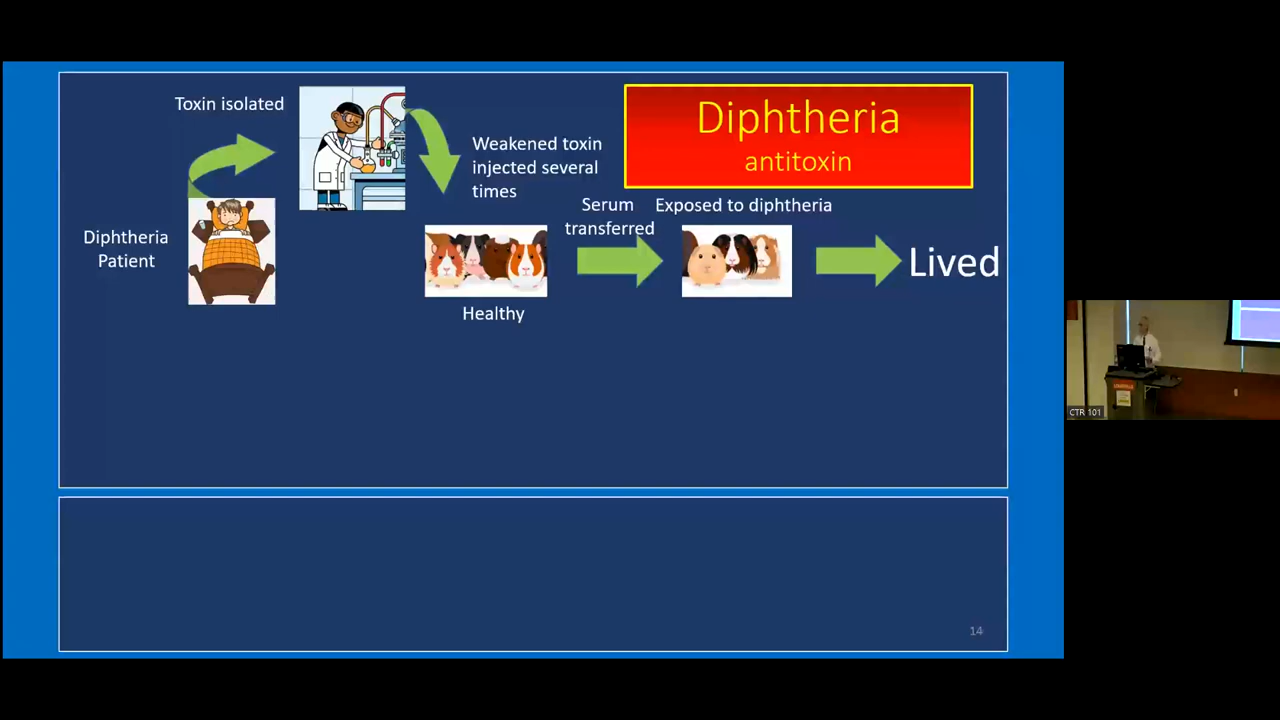 Toxin isolated
Diphtheria
antitoxin
Weakened toxin
injected several
times
Serum
transferred
Exposed to diphtheria
Diphtheria
Patient
Lived
Healthy
CTR 101
14